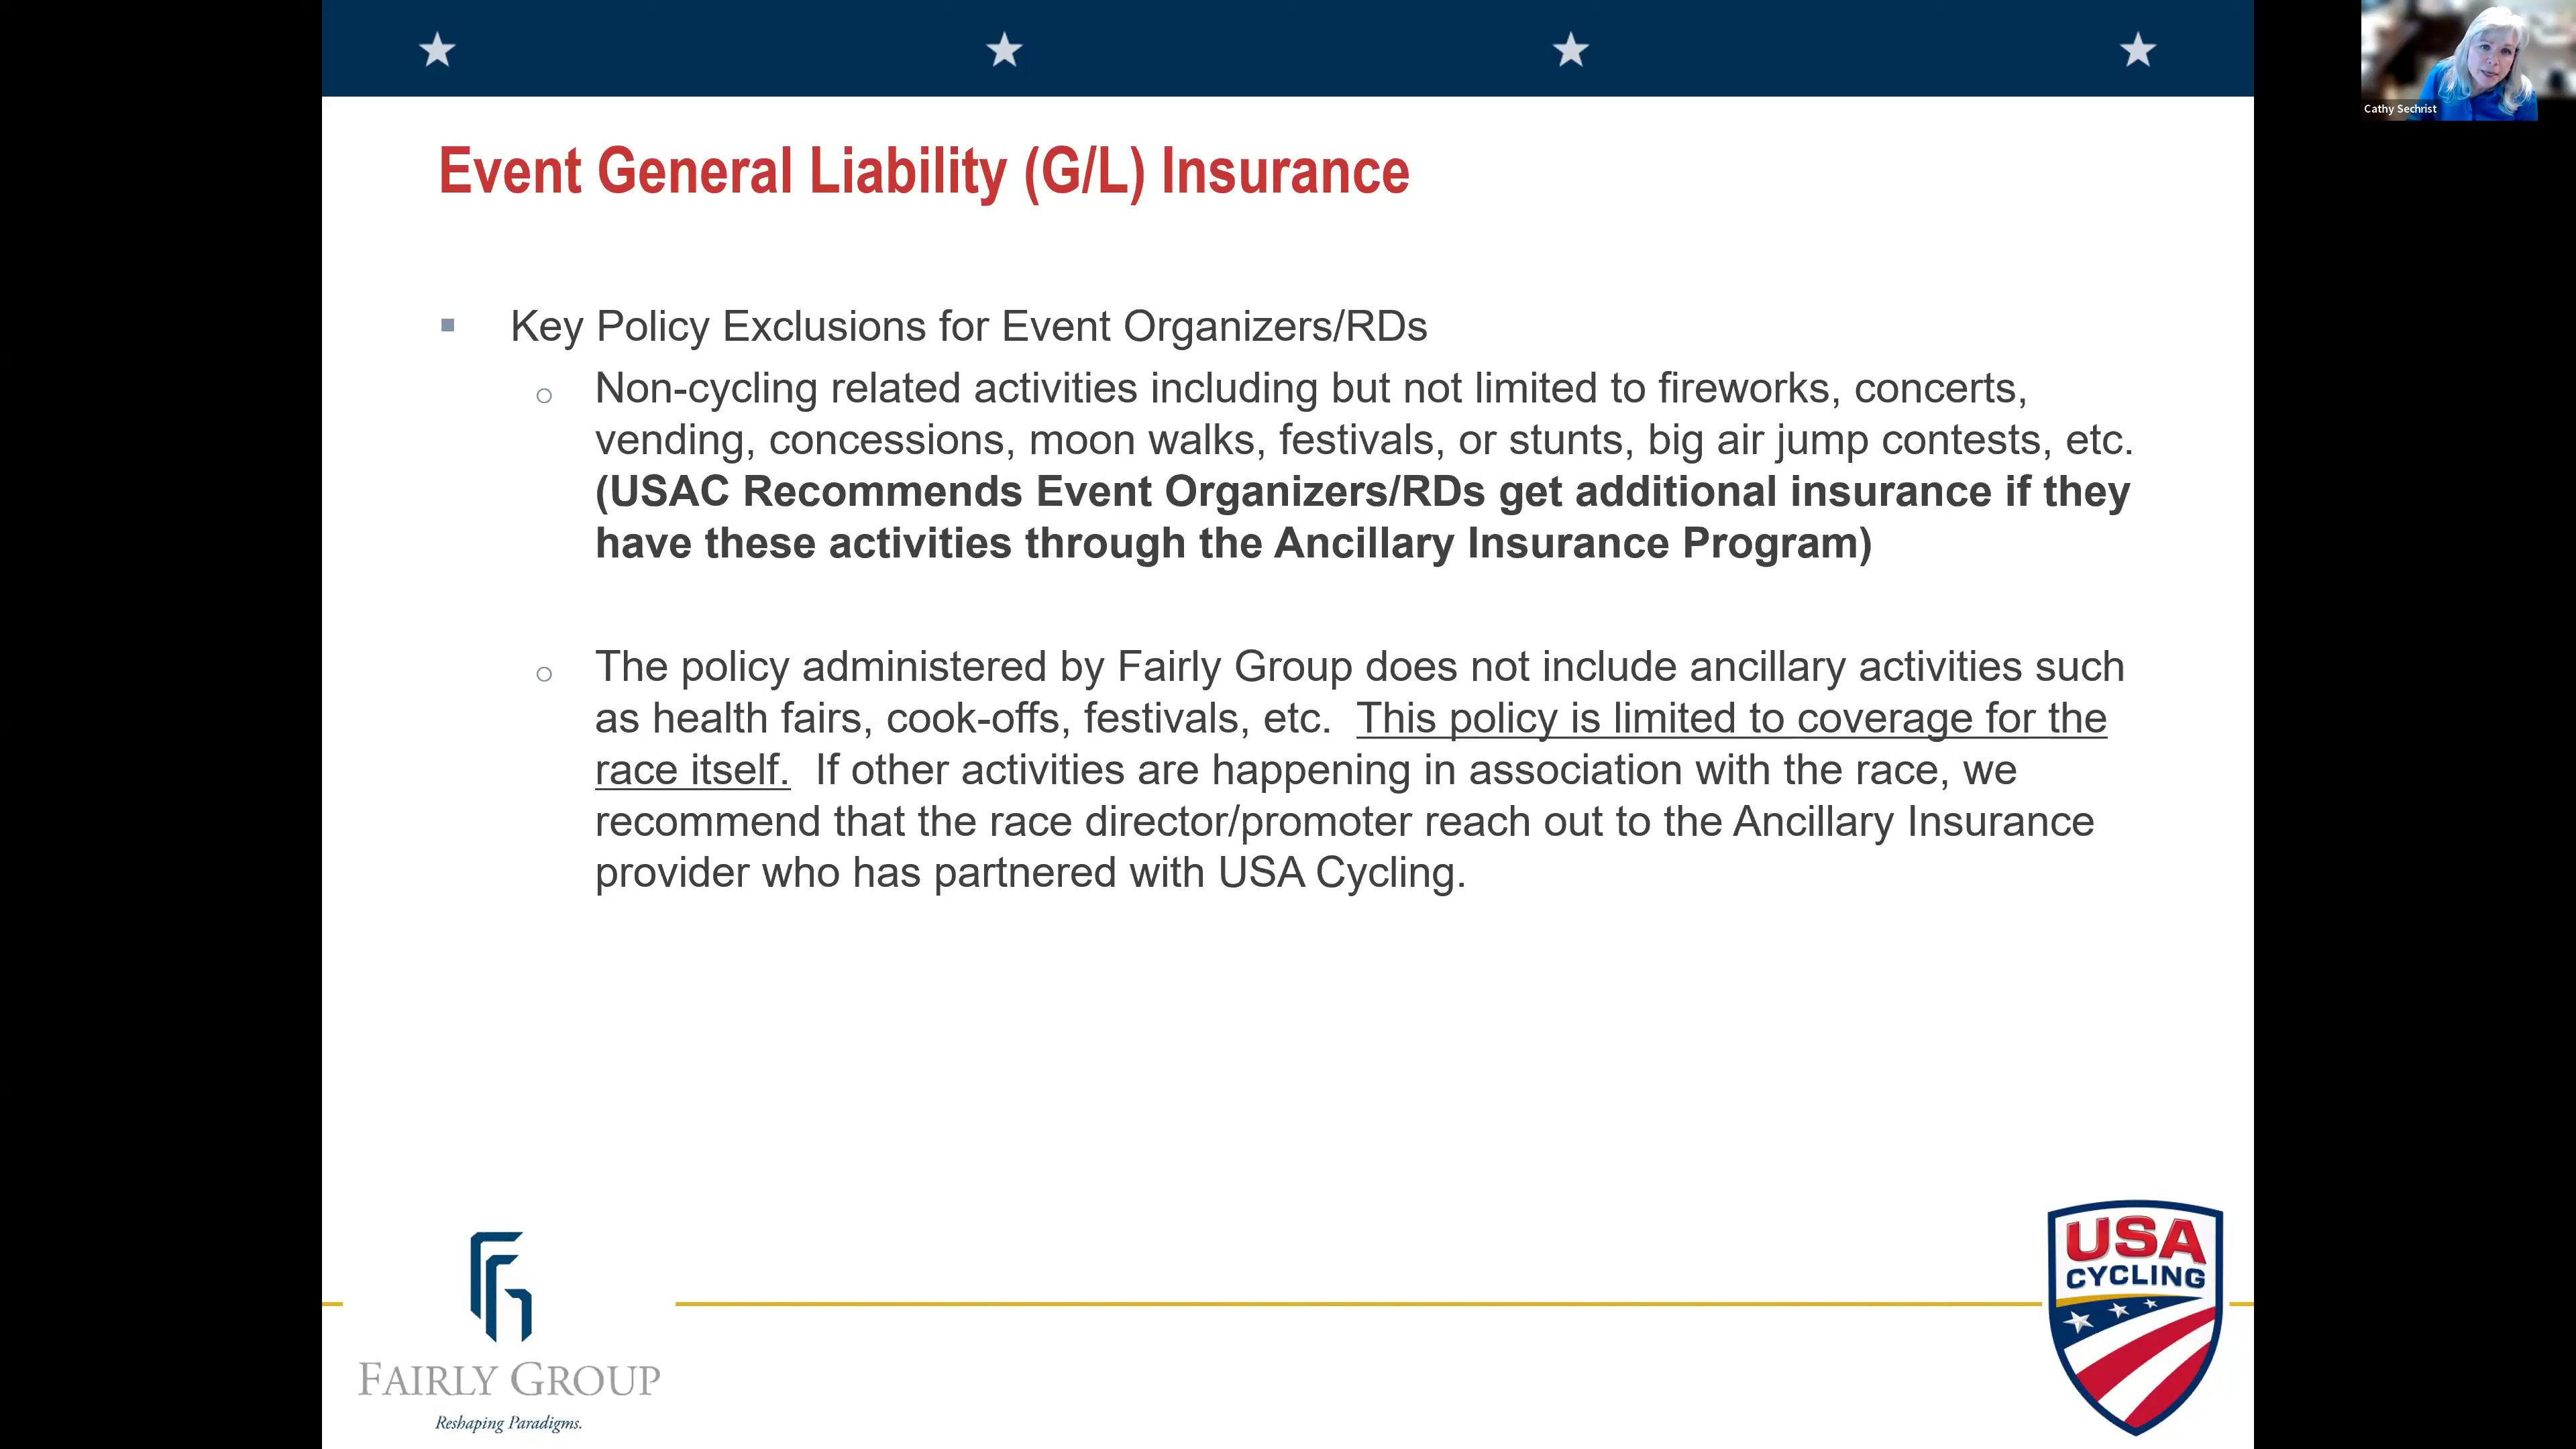 Cathy Sechrist
Event General Liability (G/L) Insurance
Key Policy Exclusions for Event Organizers/RDs
Non-cycling related activities including but not limited to fireworks, concerts,
vending, concessions, moon walks, festivals, or stunts, big air jump contests, etc.
(USAC Recommends Event Organizers/RDs get additional insurance if they
have these activities through the Ancillary Insurance Program)
The policy administered by Fairly Group does not include ancillary activities such
as health fairs, cook-offs, festivals, etc. This policy is limited to coverage for the
race itself. If other activities are happening in association with the race, we
recommend that the race director/promoter reach out to the Ancillary Insurance
provider who has partnered with USA Cycling.
FAIRLY GROUP
Reshaping Paradigms.
USA
CYCLING